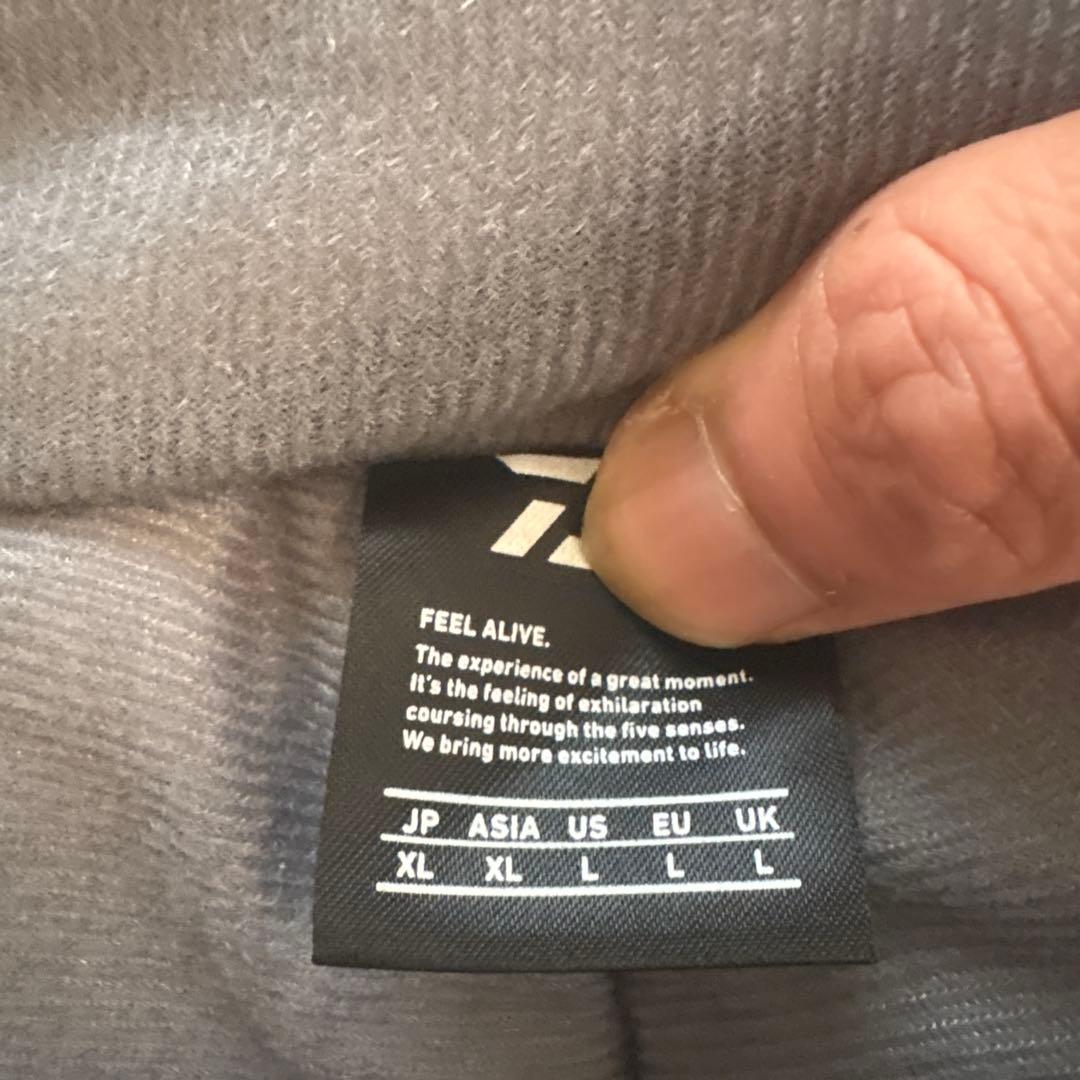 FEEL ALIVE.
The experience of a great moment.
It's the feeling of exhilaration
coursing through the five senses.
We bring more excitement to life.
JP ASIA US EU UK
XL XL L L L